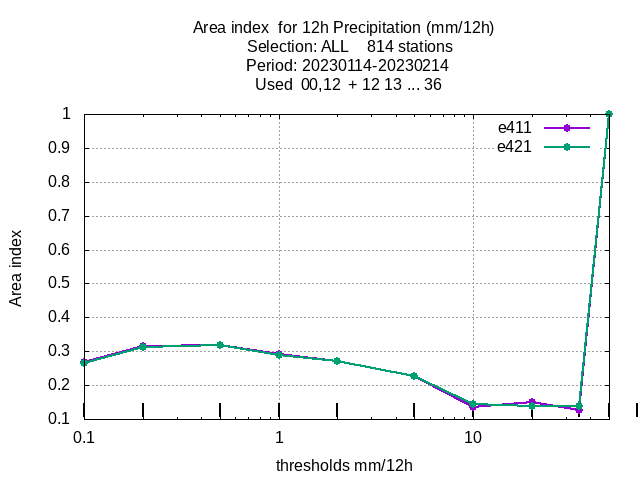 Area index  for 12h Precipitation (mm/12h)
Selection: ALL    814 stations
Period: 20230114-20230214
Used  00,12  + 12 13 ... 36
e411
e421
1
0.9
0.8
0.7
0.6
0.5
0.4
0.3
0.2
0.1
Area index
0.1
1
10
thresholds mm/12h